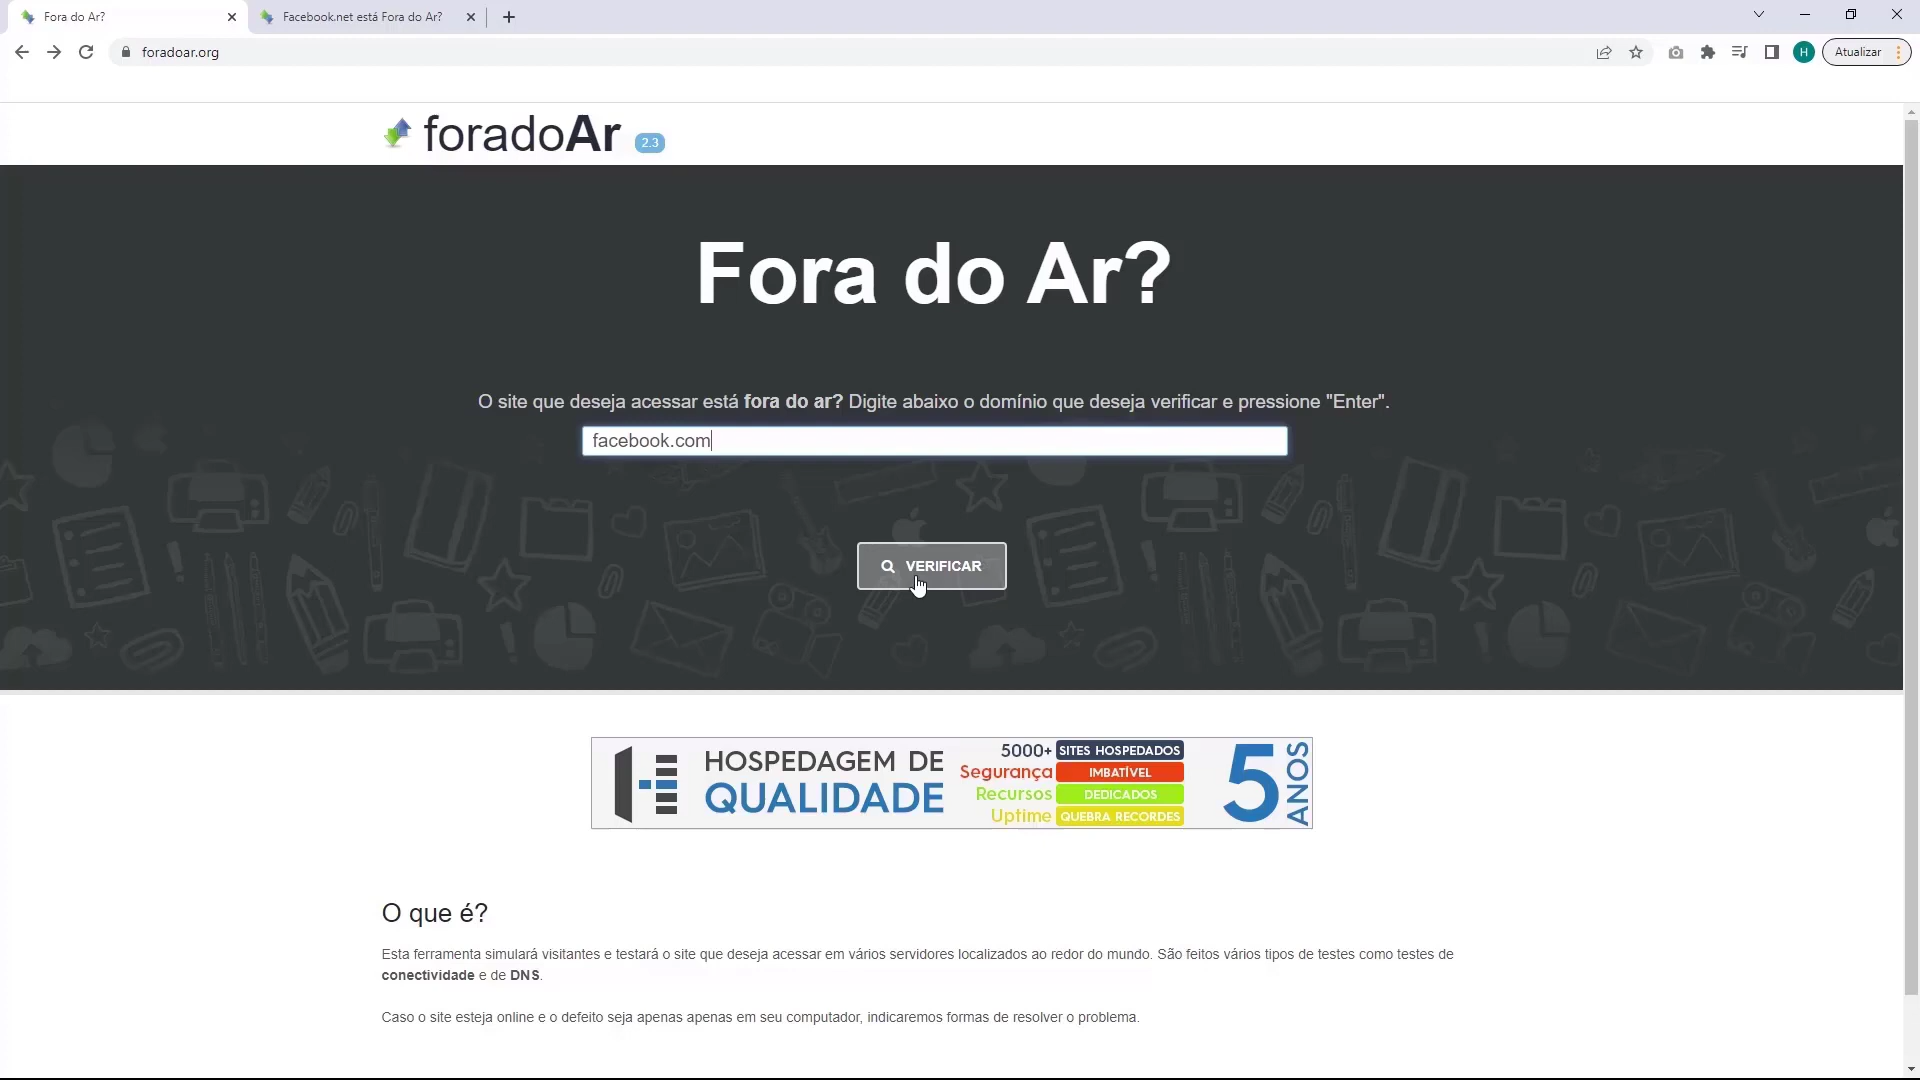 Fora do Ar?
Facebook.net está Fora do Ar?
foradoar.org
H
Atualizar
foradoAr 2.3
Fora do Ar?
O site que deseja acessar está fora do ar? Digite abaixo o domínio que deseja verificar e pressione "Enter".
facebook.com
VERIFICAR
HOSPEDAGEM DE
QUALIDADE
5000+ SITES HOSPEDADOS
Segurança IMBATÍVEL
Recursos DEDICADOS
Uptime QUEBRA RECORDES
5 ANOS
O que é?
Esta ferramenta simulará visitantes e testará o site que deseja acessar em vários servidores localizados ao redor do mundo. São feitos vários tipos de testes como testes de
conectividade e de DNS.
Caso o site esteja online e o defeito seja apenas apenas em seu computador, indicaremos formas de resolver o problema.